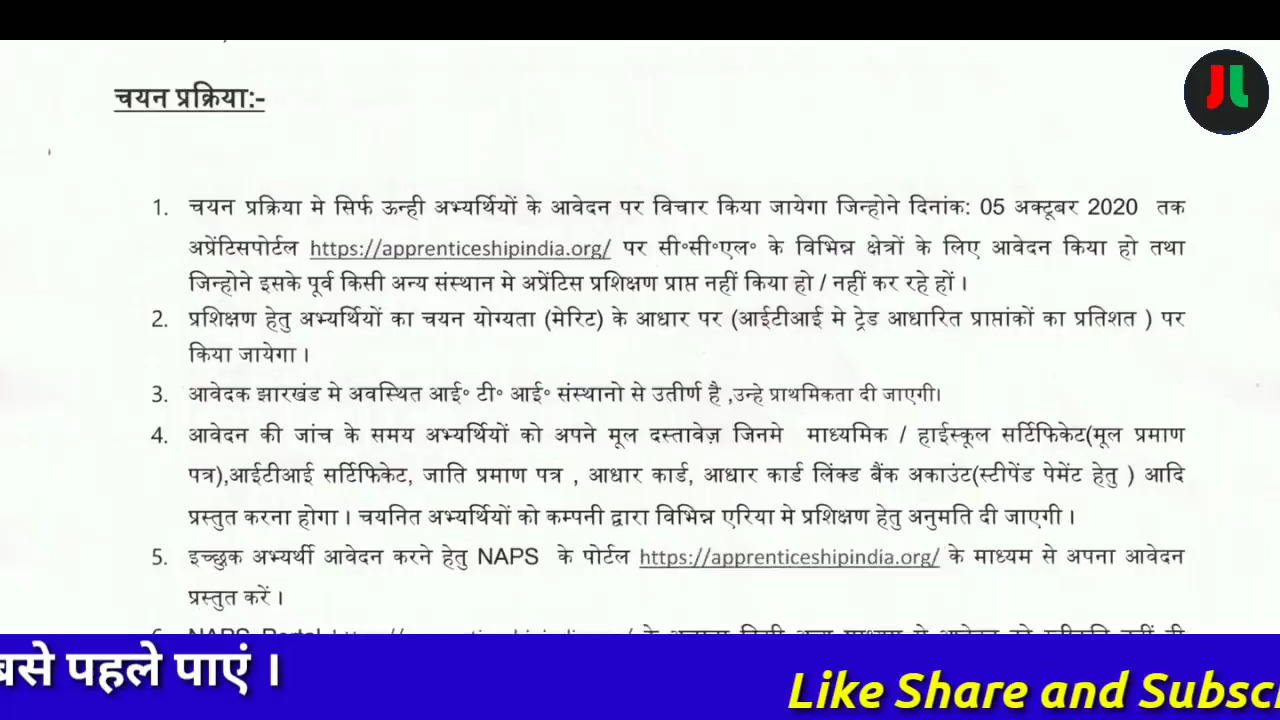 चयन प्रक्रिया:-
JL
1. चयन प्रक्रिया मे सिर्फ ऊन्ही अभ्यर्थियों के आवेदन पर विचार किया जायेगा जिन्होने दिनांक: 05 अक्टूबर 2020 तक
अप्रेंटिसपोर्टल https://apprenticeshipindia.org/ पर सी॰सी॰एल॰ के विभिन्न क्षेत्रों के लिए आवेदन किया हो तथा
जिन्होने इसके पूर्व किसी अन्य संस्थान मे अप्रेंटिस प्रशिक्षण प्राप्त नहीं किया हो / नहीं कर रहे हों ।
2. प्रशिक्षण हेतु अभ्यर्थियों का चयन योग्यता (मेरिट) के आधार पर (आईटीआई मे ट्रेड आधारित प्राप्तांकों का प्रतिशत ) पर
किया जायेगा ।
3. आवेदक झारखंड मे अवस्थित आई॰ टी॰ आई॰ संस्थानो से उतीर्ण है ,उन्हे प्राथमिकता दी जाएगी।
4. आवेदन की जांच के समय अभ्यर्थियों को अपने मूल दस्तावेज़ जिनमे माध्यमिक / हाईस्कूल सर्टिफिकेट(मूल प्रमाण
पत्र),आईटीआई सर्टिफिकेट, जाति प्रमाण पत्र , आधार कार्ड, आधार कार्ड लिंक्ड बैंक अकाउंट(स्टीपेंड पेमेंट हेतु ) आदि
प्रस्तुत करना होगा । चयनित अभ्यर्थियों को कम्पनी द्वारा विभिन्न एरिया मे प्रशिक्षण हेतु अनुमति दी जाएगी ।
5. इच्छुक अभ्यर्थी आवेदन करने हेतु NAPS के पोर्टल https://apprenticeshipindia.org/ के माध्यम से अपना आवेदन
प्रस्तुत करें ।
पहले पाएं ।
Like Share and